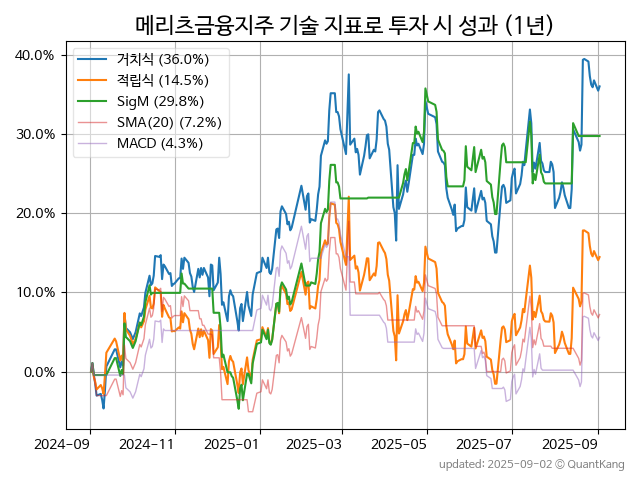 메리츠금융지주 기술 지표로 투자 시 성과 (1년)
40.0%
30.0%
20.0%
10.0%
0.0%
거치식 (36.0%)
적립식 (14.5%)
SigM (29.8%)
SMA(20) (7.2%)
MACD (4.3%)
2024-09 2024-11 2025-01 2025-03 2025-05 2025-07 2025-09
updated: 2025-09-02 © QuantKang